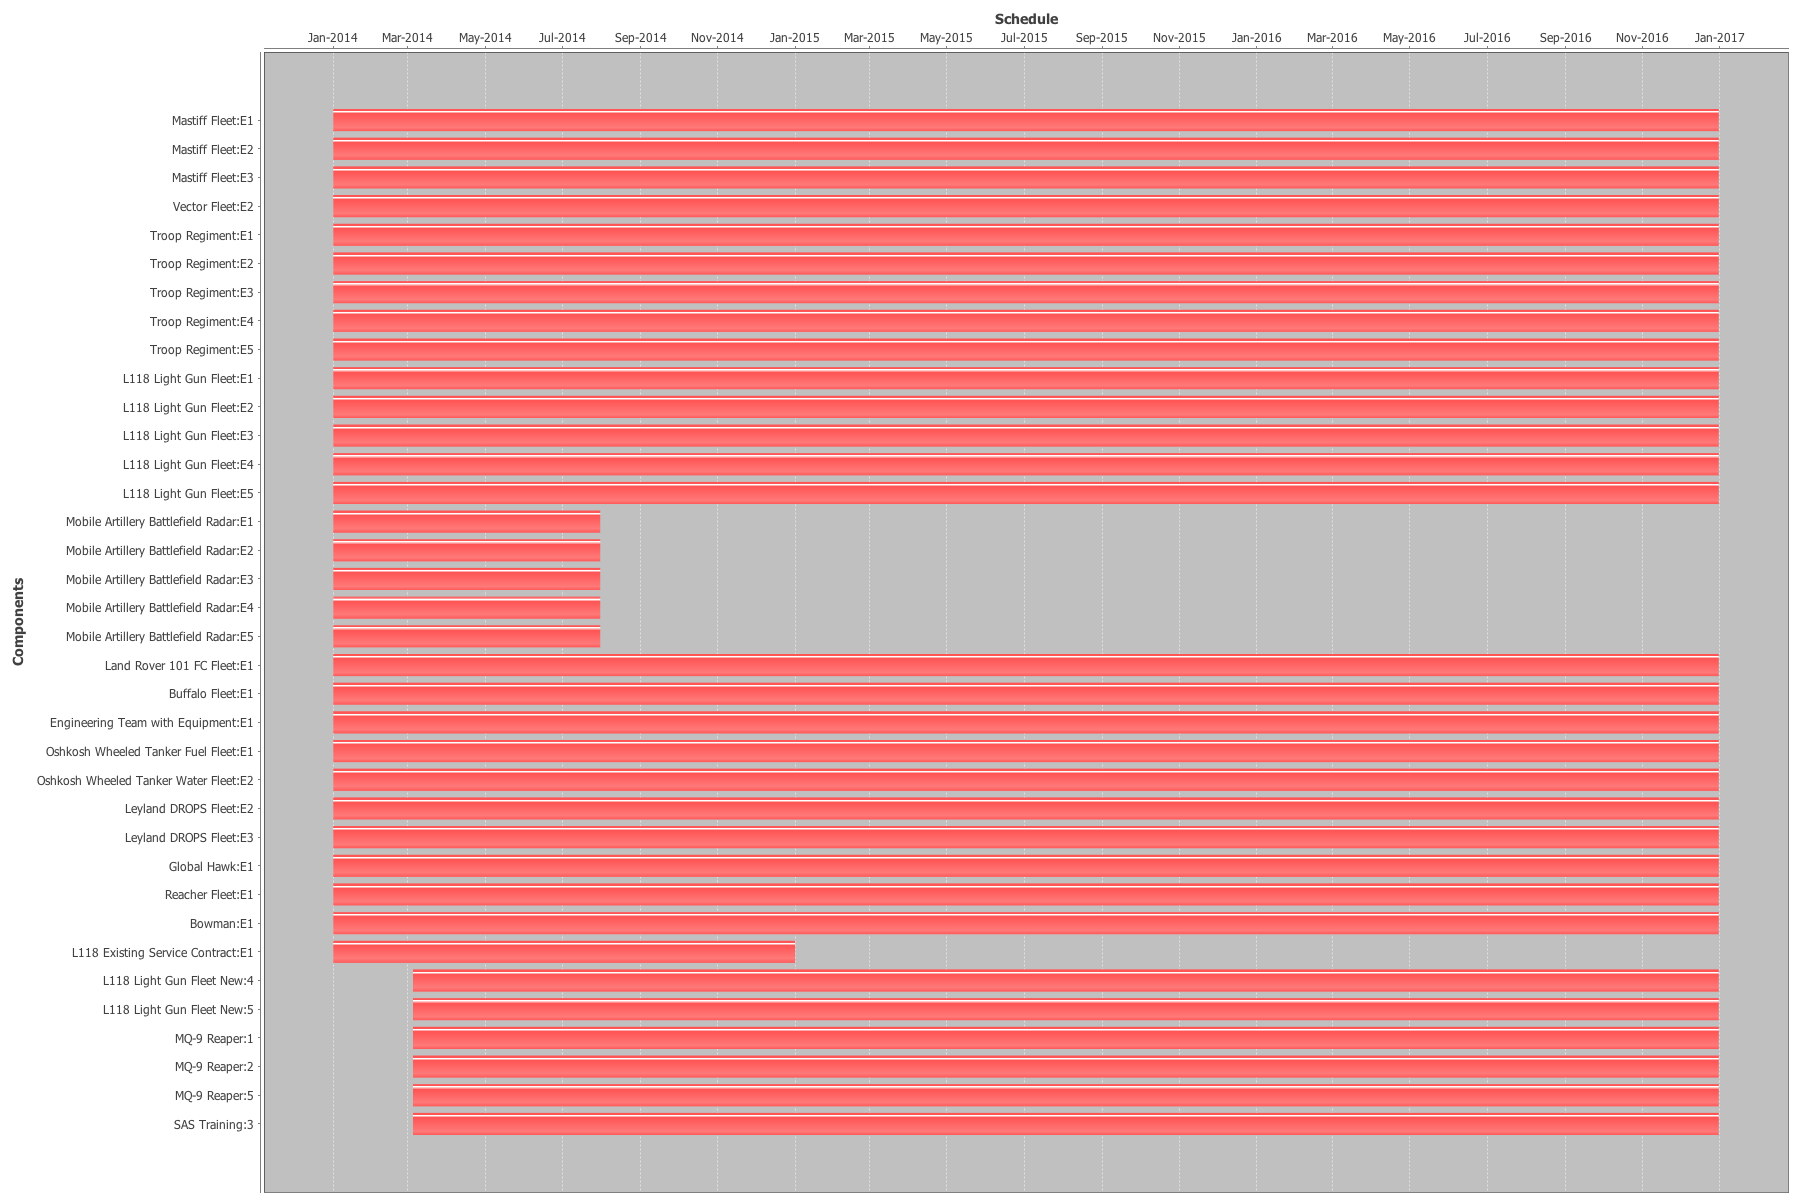 Schedule
Jan-2014 Mar-2014 May-2014 Jul-2014 Sep-2014 Nov-2014 Jan-2015 Mar-2015 May-2015 Jul-2015 Sep-2015 Nov-2015 Jan-2016 Mar-2016 May-2016 Jul-2016 Sep-2016 Nov-2016 Jan-2017
Components
Mastiff Fleet:E1
Mastiff Fleet:E2
Mastiff Fleet:E3
Vector Fleet:E2
Troop Regiment:E1
Troop Regiment:E2
Troop Regiment:E3
Troop Regiment:E4
Troop Regiment:E5
L118 Light Gun Fleet:E1
L118 Light Gun Fleet:E2
L118 Light Gun Fleet:E3
L118 Light Gun Fleet:E4
L118 Light Gun Fleet:E5
Mobile Artillery Battlefield Radar:E1
Mobile Artillery Battlefield Radar:E2
Mobile Artillery Battlefield Radar:E3
Mobile Artillery Battlefield Radar:E4
Mobile Artillery Battlefield Radar:E5
Land Rover 101 FC Fleet:E1
Buffalo Fleet:E1
Engineering Team with Equipment:E1
Oshkosh Wheeled Tanker Fuel Fleet:E1
Oshkosh Wheeled Tanker Water Fleet:E2
Leyland DROPS Fleet:E2
Leyland DROPS Fleet:E3
Global Hawk:E1
Reacher Fleet:E1
Bowman:E1
L118 Existing Service Contract:E1
L118 Light Gun Fleet New:4
L118 Light Gun Fleet New:5
MQ-9 Reaper:1
MQ-9 Reaper:2
MQ-9 Reaper:5
SAS Training:3